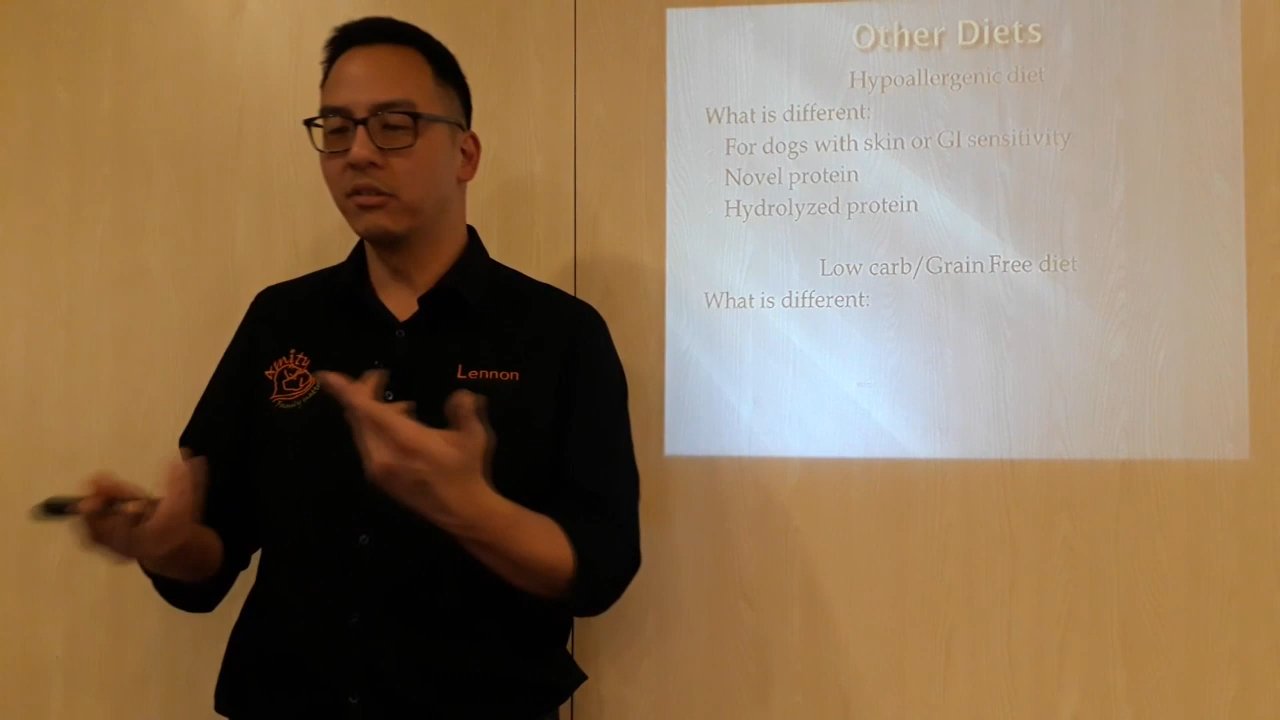 Lennon
Other Diets
Hypoallergenic diet
What is different:
For dogs with skin or GI sensitivity
Novel protein
Hydrolyzed protein
Low carb/Grain Free diet
What is different: